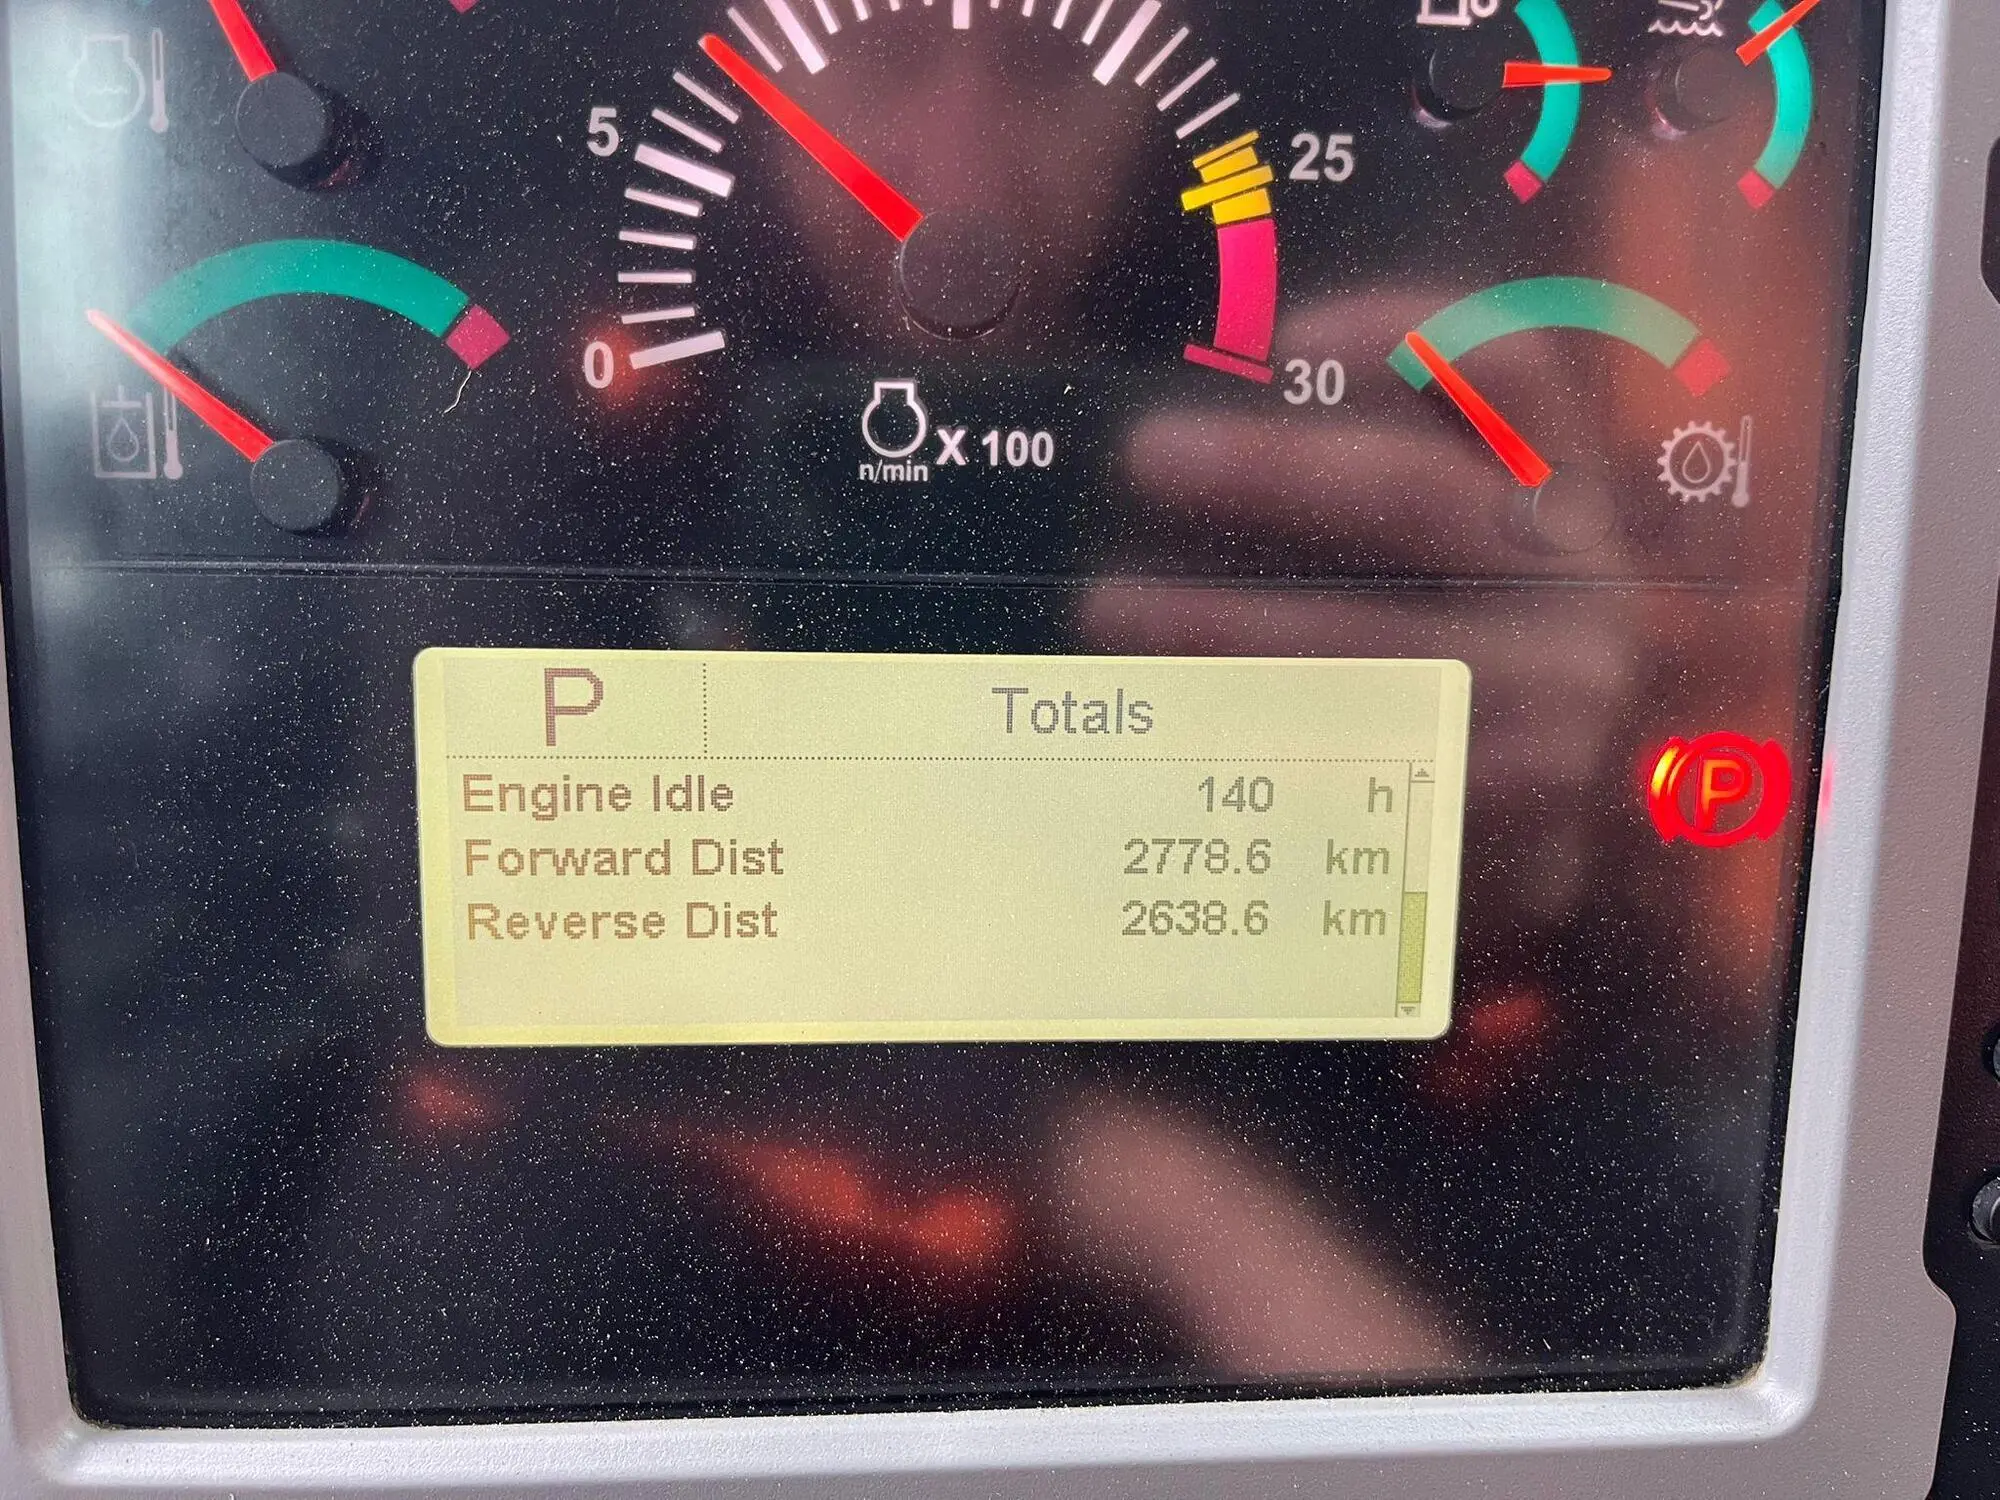 5
25
0
30
n/min X 100
P
Totals
Engine Idle 140 h
Forward Dist 2778.6 km
Reverse Dist 2638.6 km
P